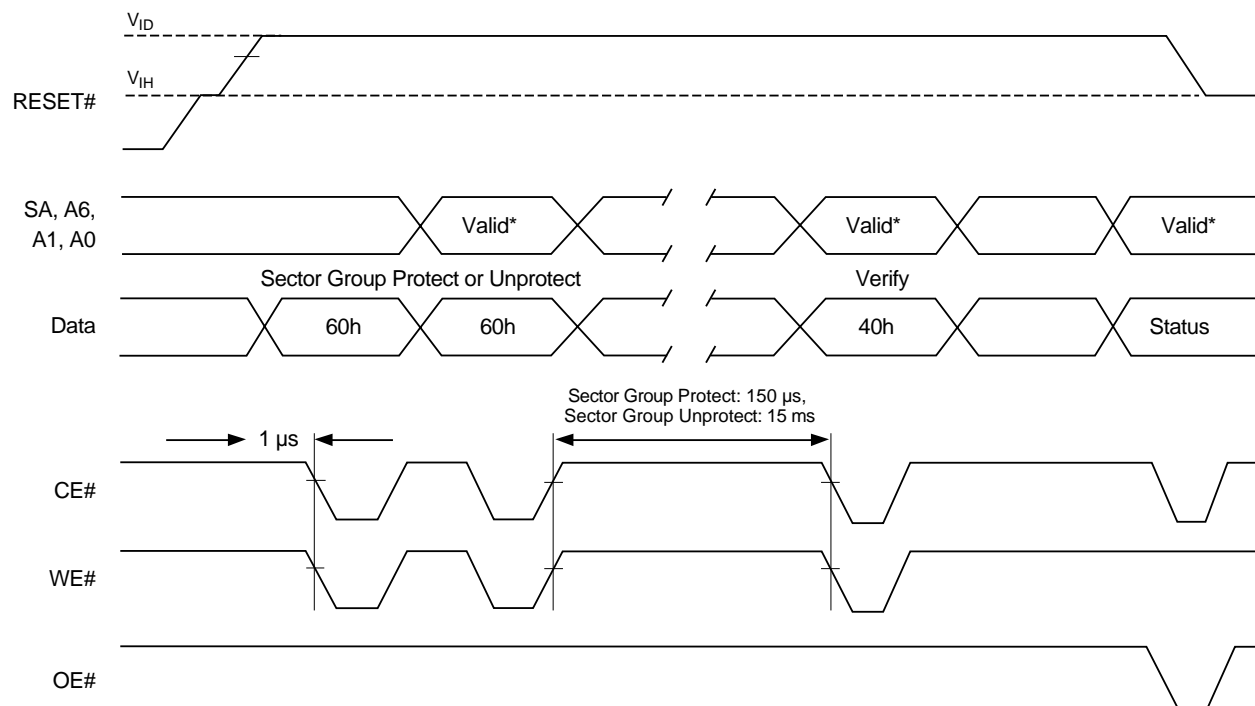 VID
VIH
RESET#
SA, A6,
A1, A0
Valid*
Valid*
Valid*
Sector Group Protect or Unprotect
Verify
Data
60h
60h
40h
Status
Sector Group Protect: 150 µs,
Sector Group Unprotect: 15 ms
1 µs
CE#
WE#
OE#